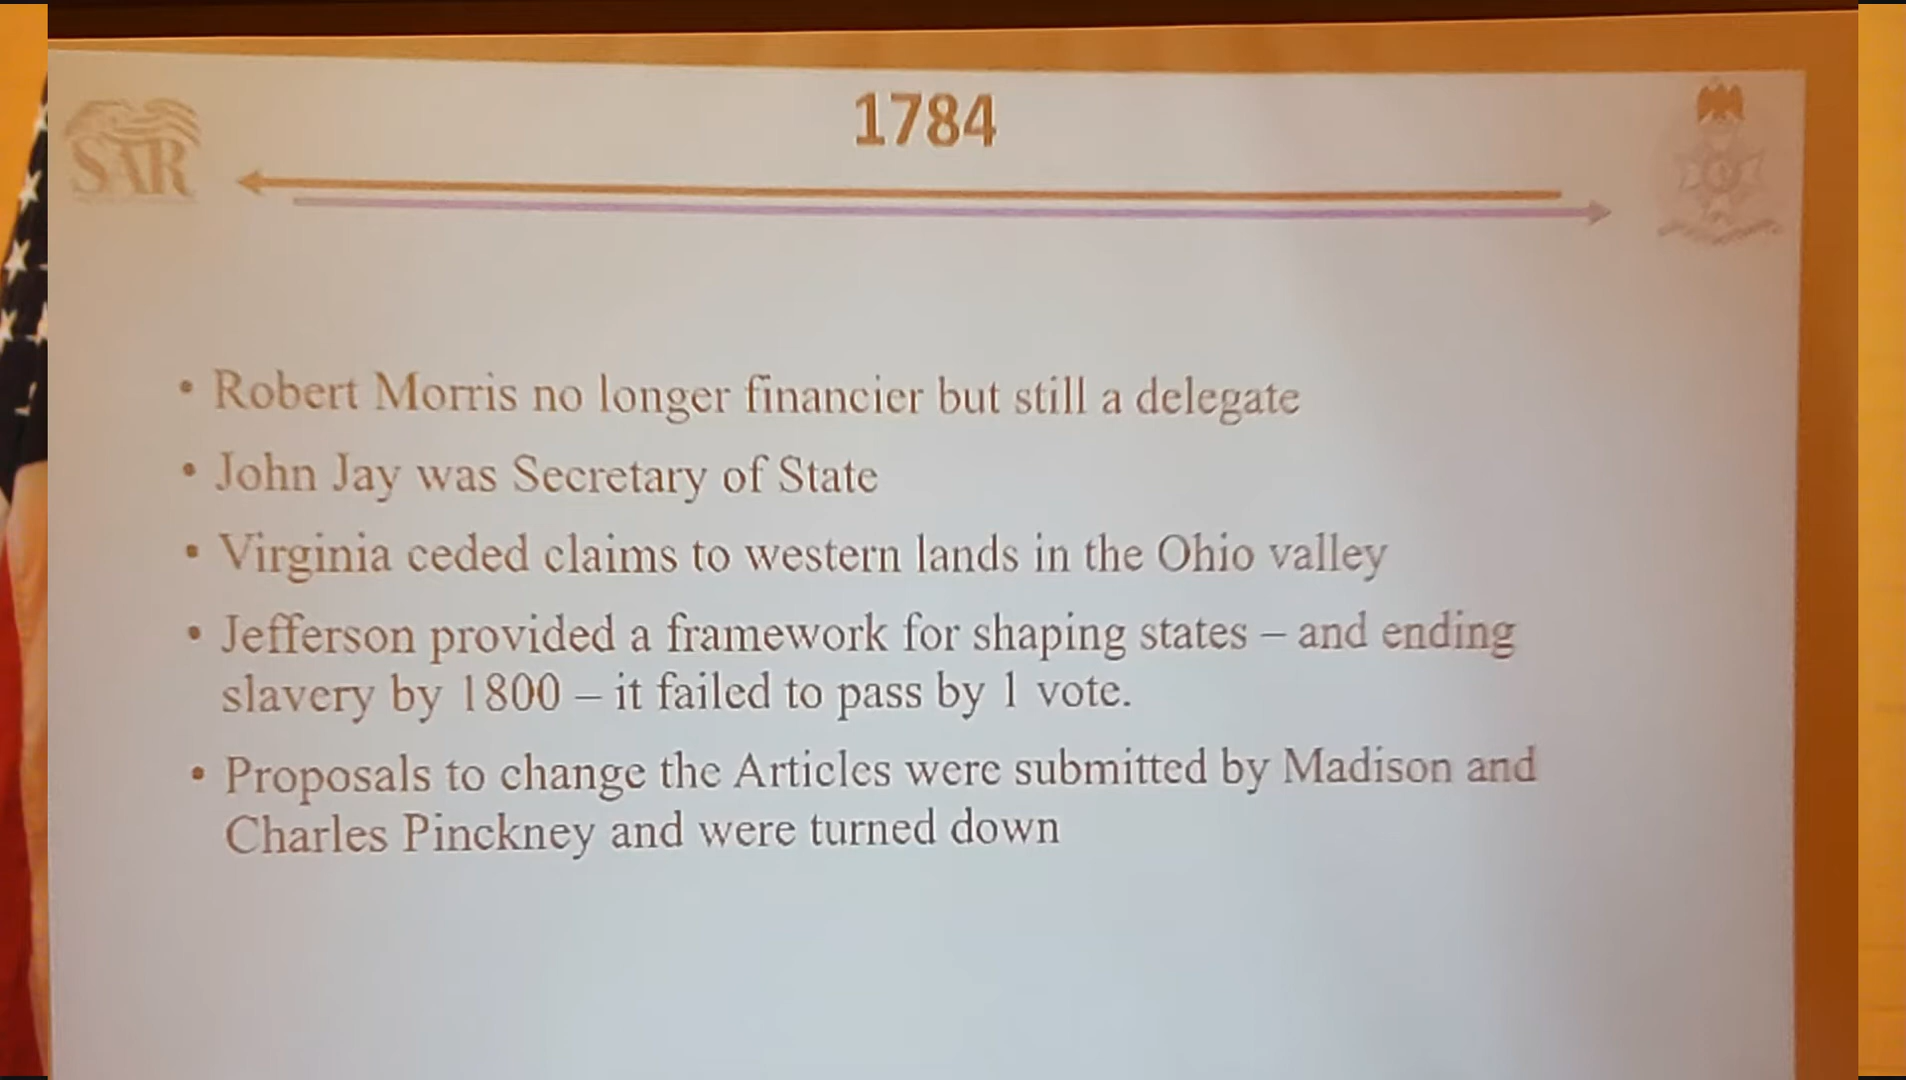 1784
SAR
• Robert Morris no longer financier but still a delegate
• John Jay was Secretary of State
• Virginia ceded claims to western lands in the Ohio valley
• Jefferson provided a framework for shaping states – and ending
slavery by 1800 – it failed to pass by 1 vote.
• Proposals to change the Articles were submitted by Madison and
Charles Pinckney and were turned down